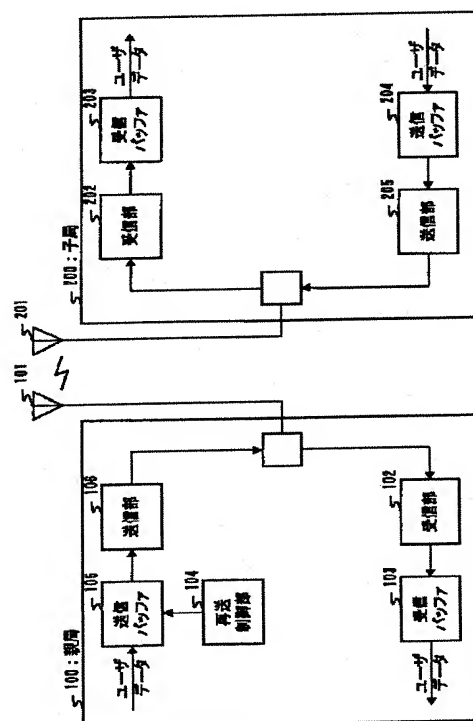 100:親局
ユーザ
データ
105
送信
バッファ
106
送信部
104
再送
制御部
102
受信部
103
受信
バッファ
ユーザ
データ
101
201
200:子局
202
受信部
203
受信
バッファ
ユーザ
データ
204
送信
バッファ
205
送信部
ユーザ
データ